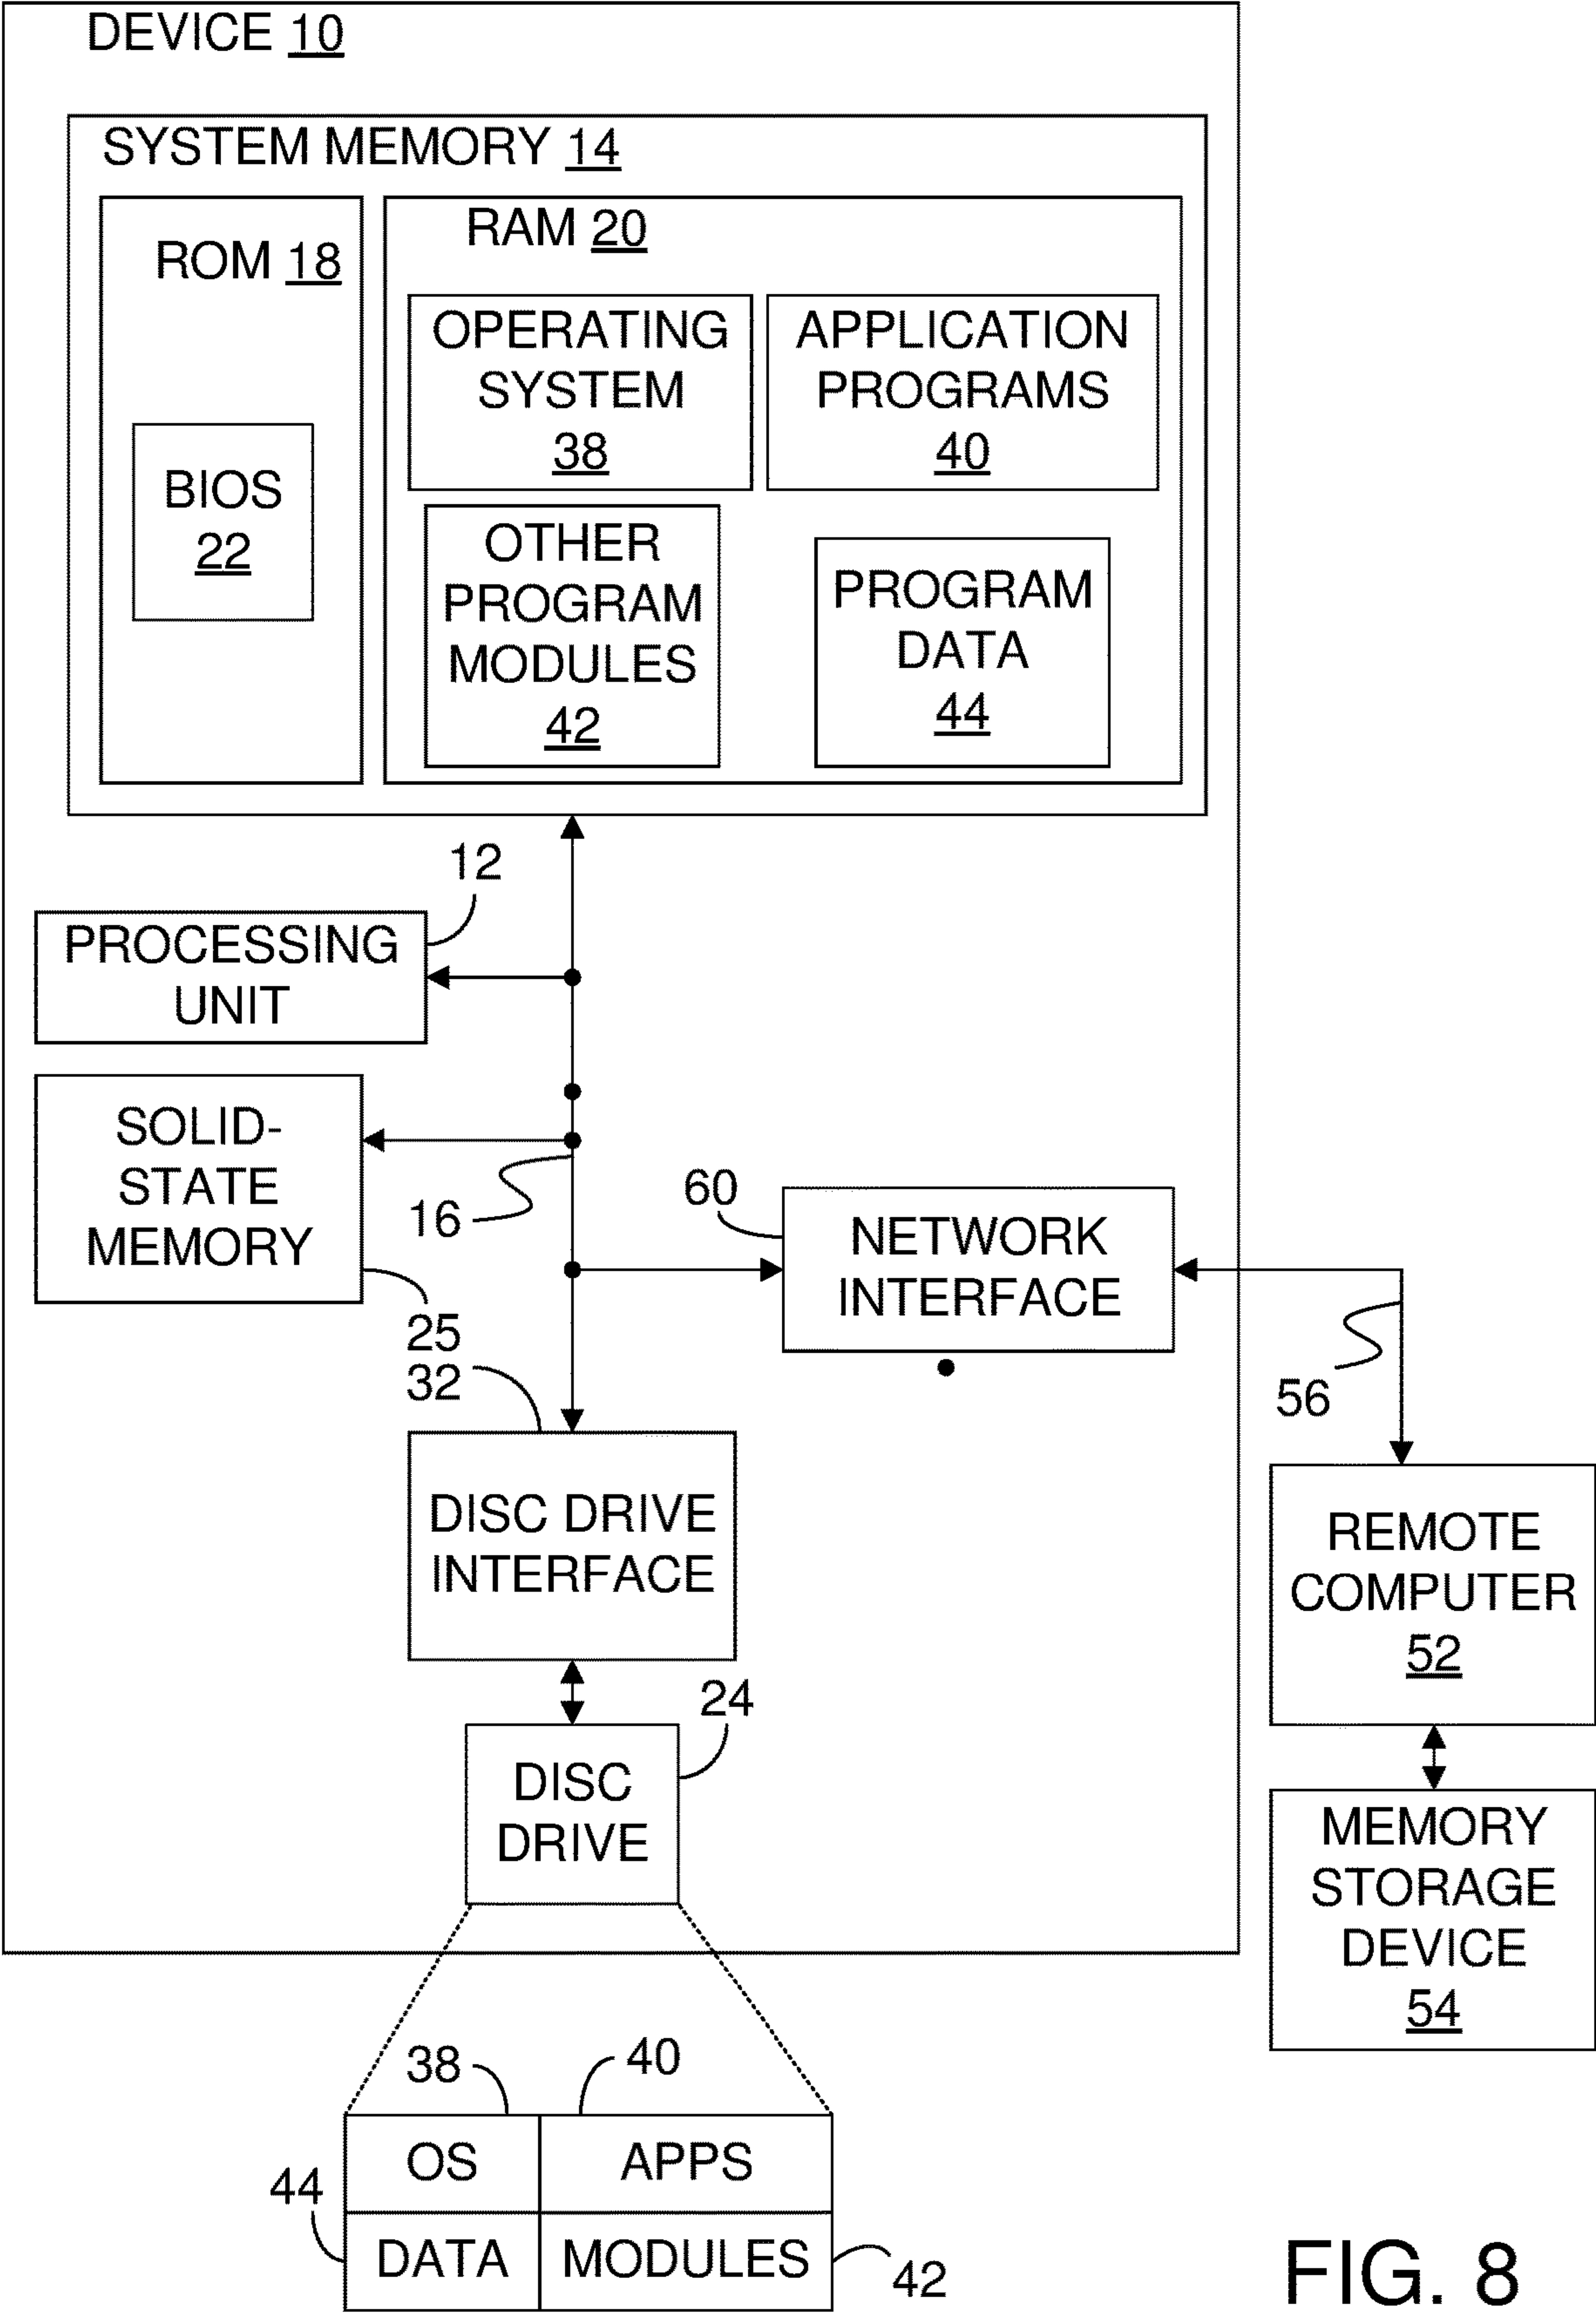 DEVICE 10
SYSTEM MEMORY 14
ROM 18
BIOS
22
RAM 20
OPERATING
SYSTEM
38
APPLICATION
PROGRAMS
40
OTHER
PROGRAM
MODULES
42
PROGRAM
DATA
44
12
PROCESSING
UNIT
SOLID-
STATE
MEMORY
16
25
60
NETWORK
INTERFACE
56
32
DISC DRIVE
INTERFACE
24
DISC
DRIVE
REMOTE
COMPUTER
52
MEMORY
STORAGE
DEVICE
54
38
40
OS
APPS
44
DATA
MODULES
42
FIG. 8